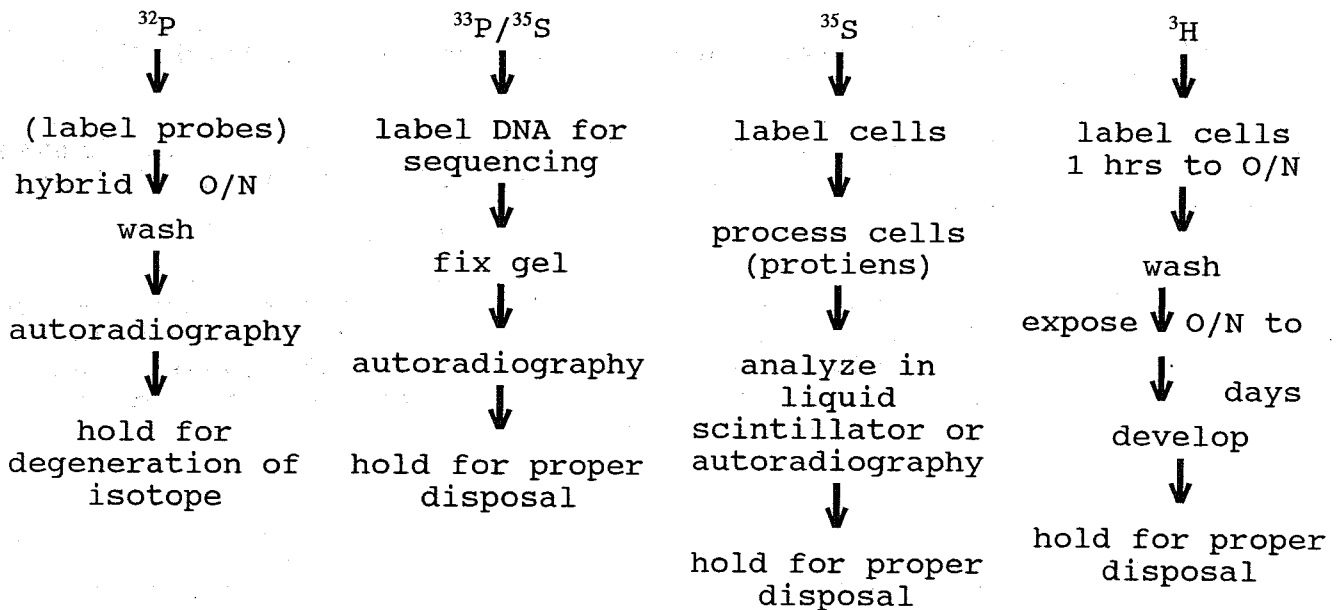 ³²P
(label probes)
hybrid O/N
wash
autoradiography
hold for
degeneration of
isotope
³³P/³⁵S
label DNA for
sequencing
fix gel
autoradiography
hold for proper
disposal
³⁵S
label cells
process cells
(protiens)
analyze in
liquid
scintillator or
autoradiography
hold for proper
disposal
³H
label cells
1 hrs to O/N
wash
expose O/N to
days
develop
hold for proper
disposal